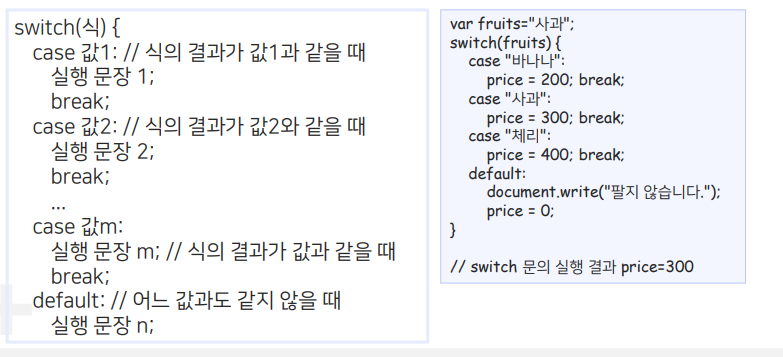 switch(식) {
case 값1: // 식의 결과가 값1과 같을 때
실행 문장 1;
break;
case 값2: // 식의 결과가 값2와 같을 때
실행 문장 2;
break;
...
case 값m:
실행 문장 m; // 식의 결과가 값과 같을 때
break;
default: // 어느 값과도 같지 않을 때
실행 문장 n;
var fruits="사과";
switch(fruits) {
case "바나나":
price = 200; break;
case "사과":
price = 300; break;
case "체리":
price = 400; break;
default:
document.write("팔지 않습니다.");
price = 0;
}
// switch 문의 실행 결과 price=300